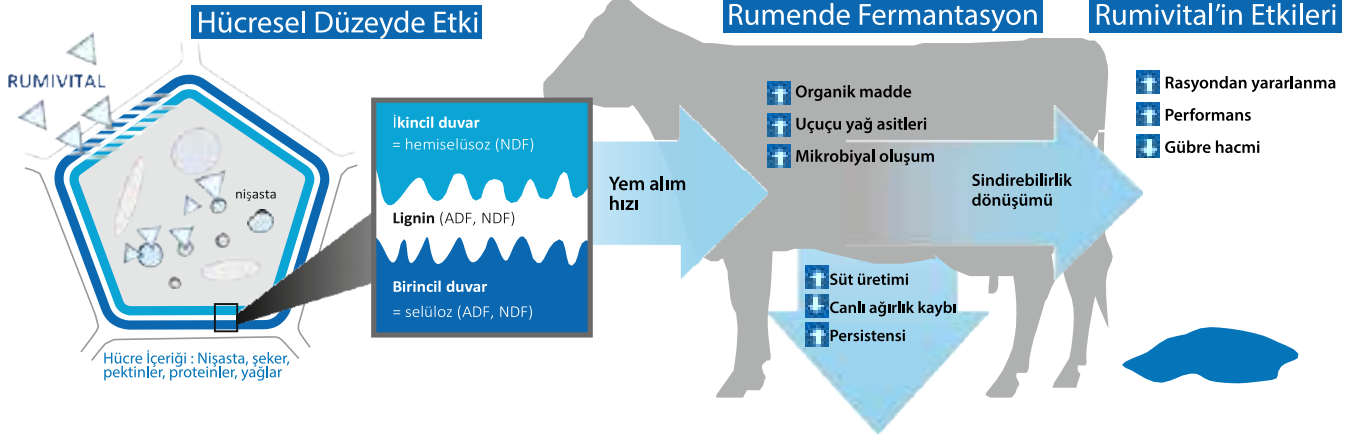 Hücresel Düzeyde Etki
RUMIVITAL
nişasta
Hücre İçeriği : Nişasta, şeker,
pektinler, proteinler, yağlar
İkincil duvar
= hemiselüsoz (NDF)
Lignin (ADF, NDF)
Birincil duvar
= selüloz (ADF, NDF)
Yem alım
hızı
Rumende Fermantasyon
Organik madde
Uçuçu yağ asitleri
Mikrobiyal oluşum
Sindirebilirlik
dönüşümü
Süt üretimi
Canlı ağırlık kaybı
Persistensi
Rumivital’in Etkileri
Rasyondan yararlanma
Performans
Gübre hacmi